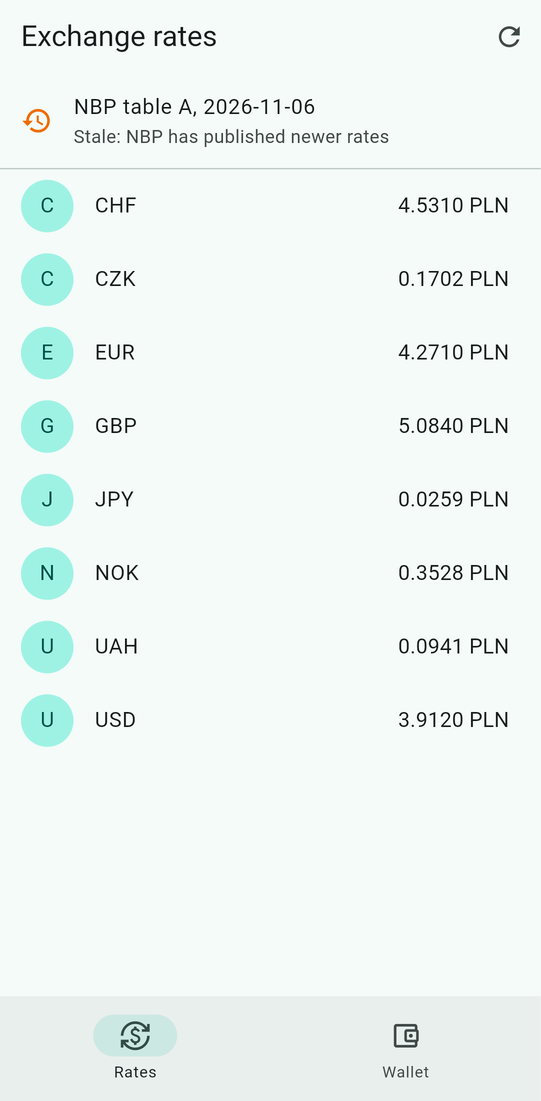 Exchange rates
NBP table A, 2026-11-06
Stale: NBP has published newer rates
C CHF 4.5310 PLN
C CZK 0.1702 PLN
E EUR 4.2710 PLN
G GBP 5.0840 PLN
J JPY 0.0259 PLN
N NOK 0.3528 PLN
U UAH 0.0941 PLN
U USD 3.9120 PLN
Rates Wallet